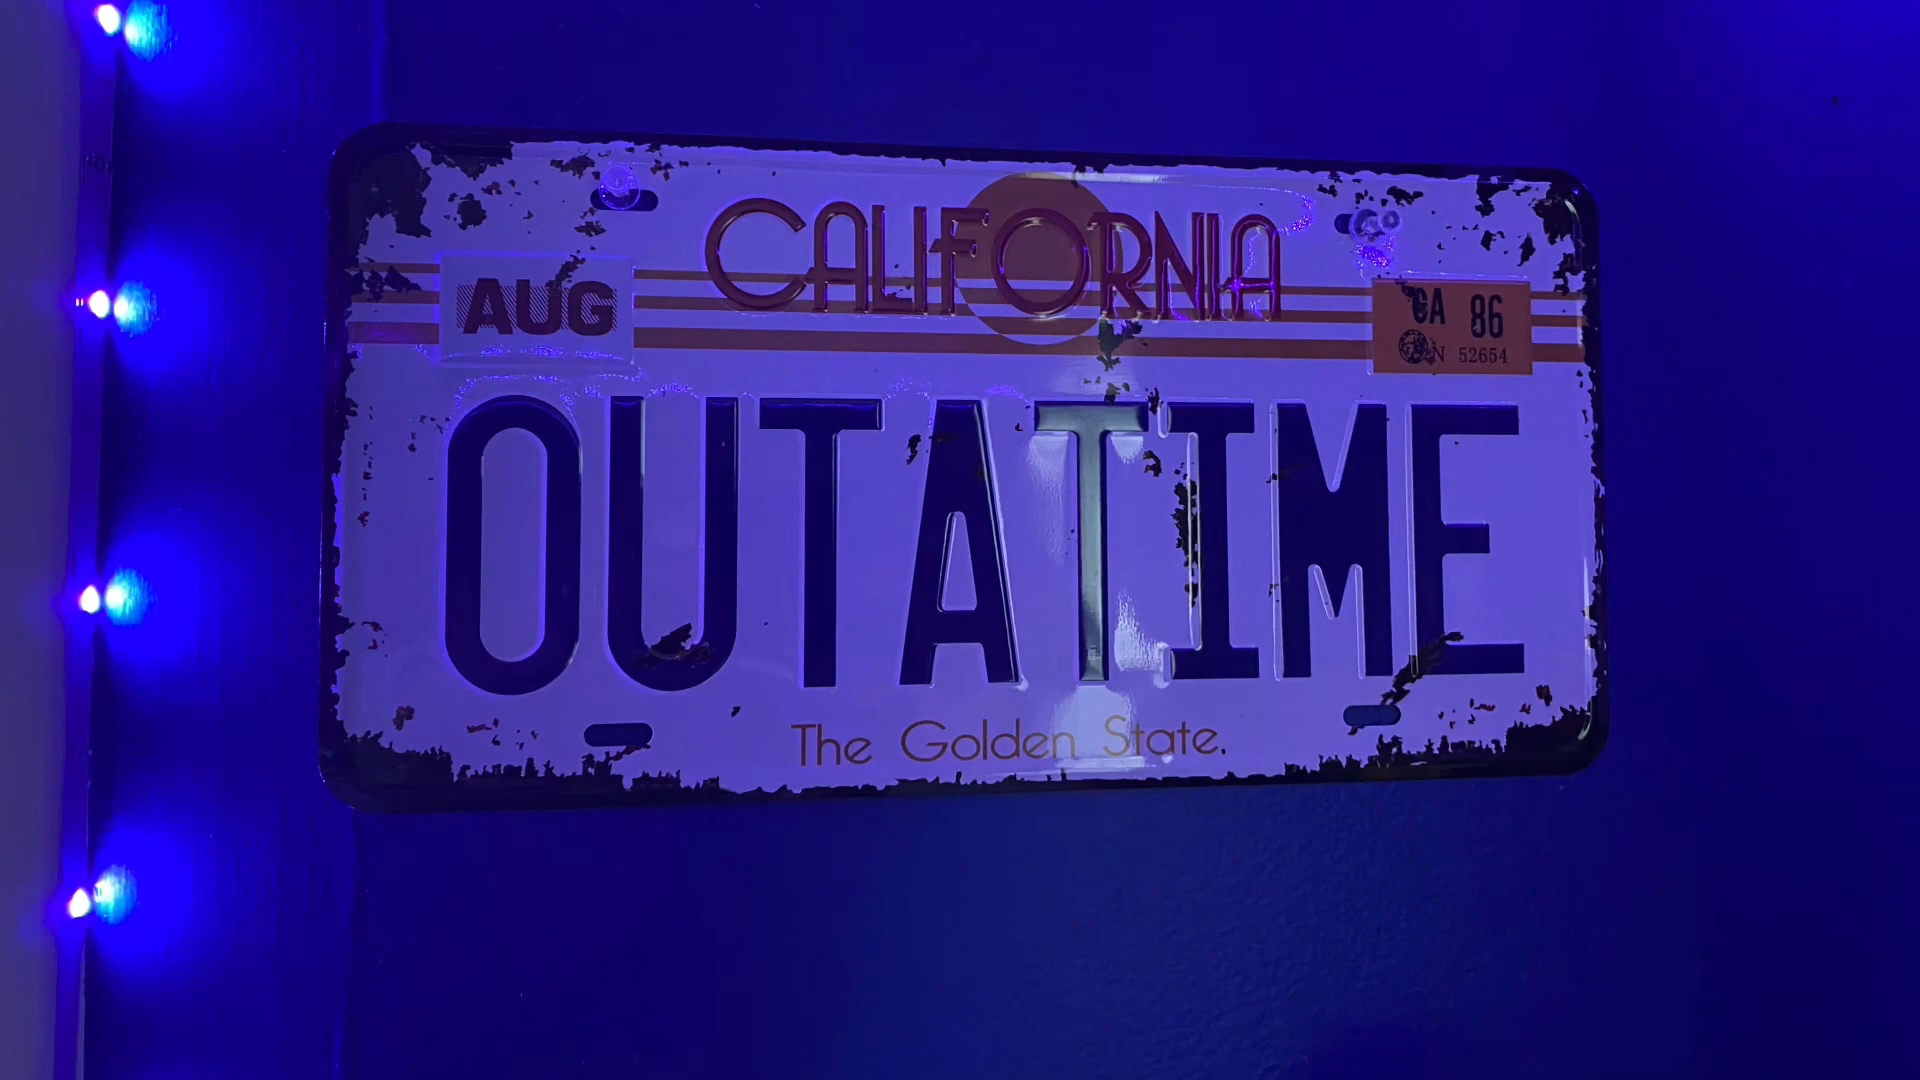 CALIFORNIA
AUG
CA 86
N 52654
OUTATIME
The Golden State.